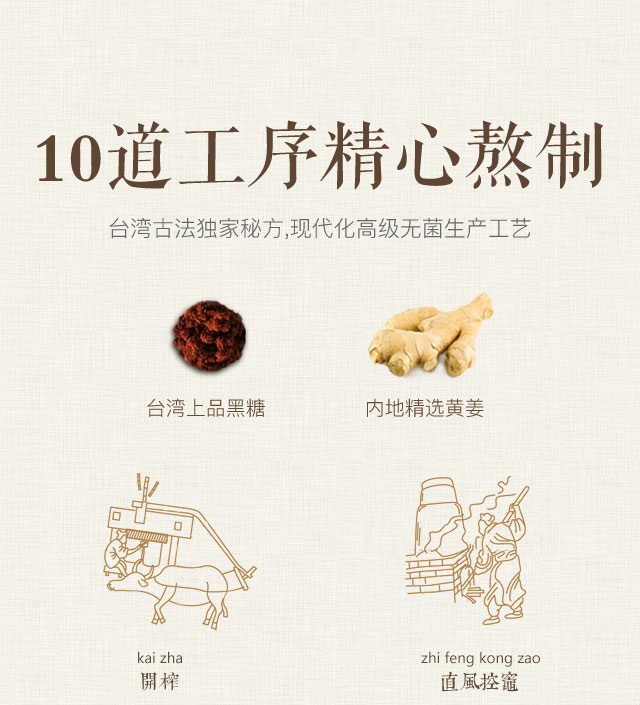 10道工序精心熬制
台湾古法独家秘方,现代化高级无菌生产工艺
台湾上品黑糖
内地精选黄姜
kai zha
開榨
zhi feng kong zao
直風控竈